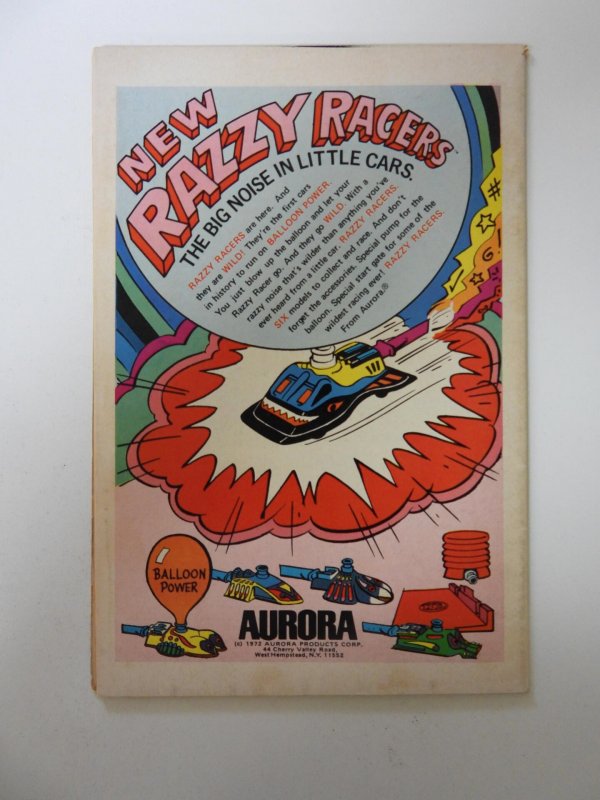 NEW
RAZZY RACERS™
THE BIG NOISE IN LITTLE CARS.
RAZZY RACERS are here. And
they are WILD! They're the first cars
in history to run on BALLOON POWER.
You just blow up the balloon and let your
Razzy Racer go. And they go WILD. With a
razzy noise that's wilder than anything you've
ever heard from a little car. RAZZY RACERS.
SIX models to collect and race. And don't
forget the accessories. Special pump for the
balloon. Special start gate for some of the
wildest racing ever! RAZZY RACERS.
From Aurora.®
BALLOON
POWER
AURORA
(c) 1972 AURORA PRODUCTS CORP.
44 Cherry Valley Road,
West Hempstead, N.Y. 11552